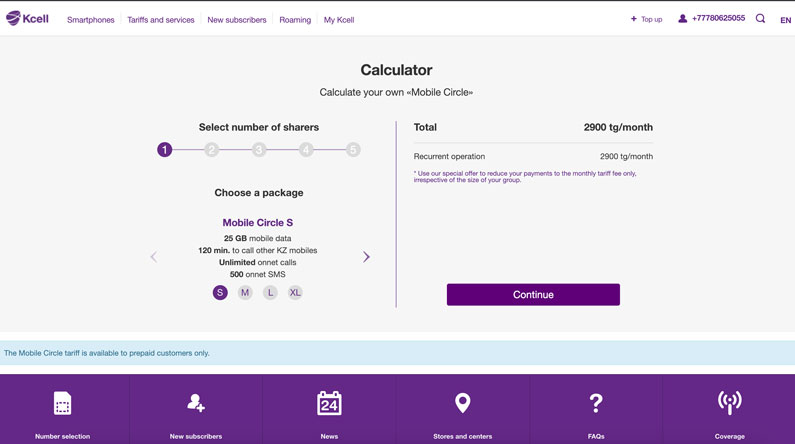 Kcell
Smartphones Tariffs and services New subscribers Roaming My Kcell
+ Top up +77780625055 EN
Calculator
Calculate your own «Mobile Circle»
Select number of sharers
1 2 3 4 5
Choose a package
Mobile Circle S
25 GB mobile data
120 min. to call other KZ mobiles
Unlimited onnet calls
500 onnet SMS
S M L XL
Total 2900 tg/month
Recurrent operation 2900 tg/month
* Use our special offer to reduce your payments to the monthly tariff fee only,
irrespective of the size of your group.
Continue
The Mobile Circle tariff is available to prepaid customers only.
24
?
Number selection New subscribers News Stores and centers FAQs Coverage